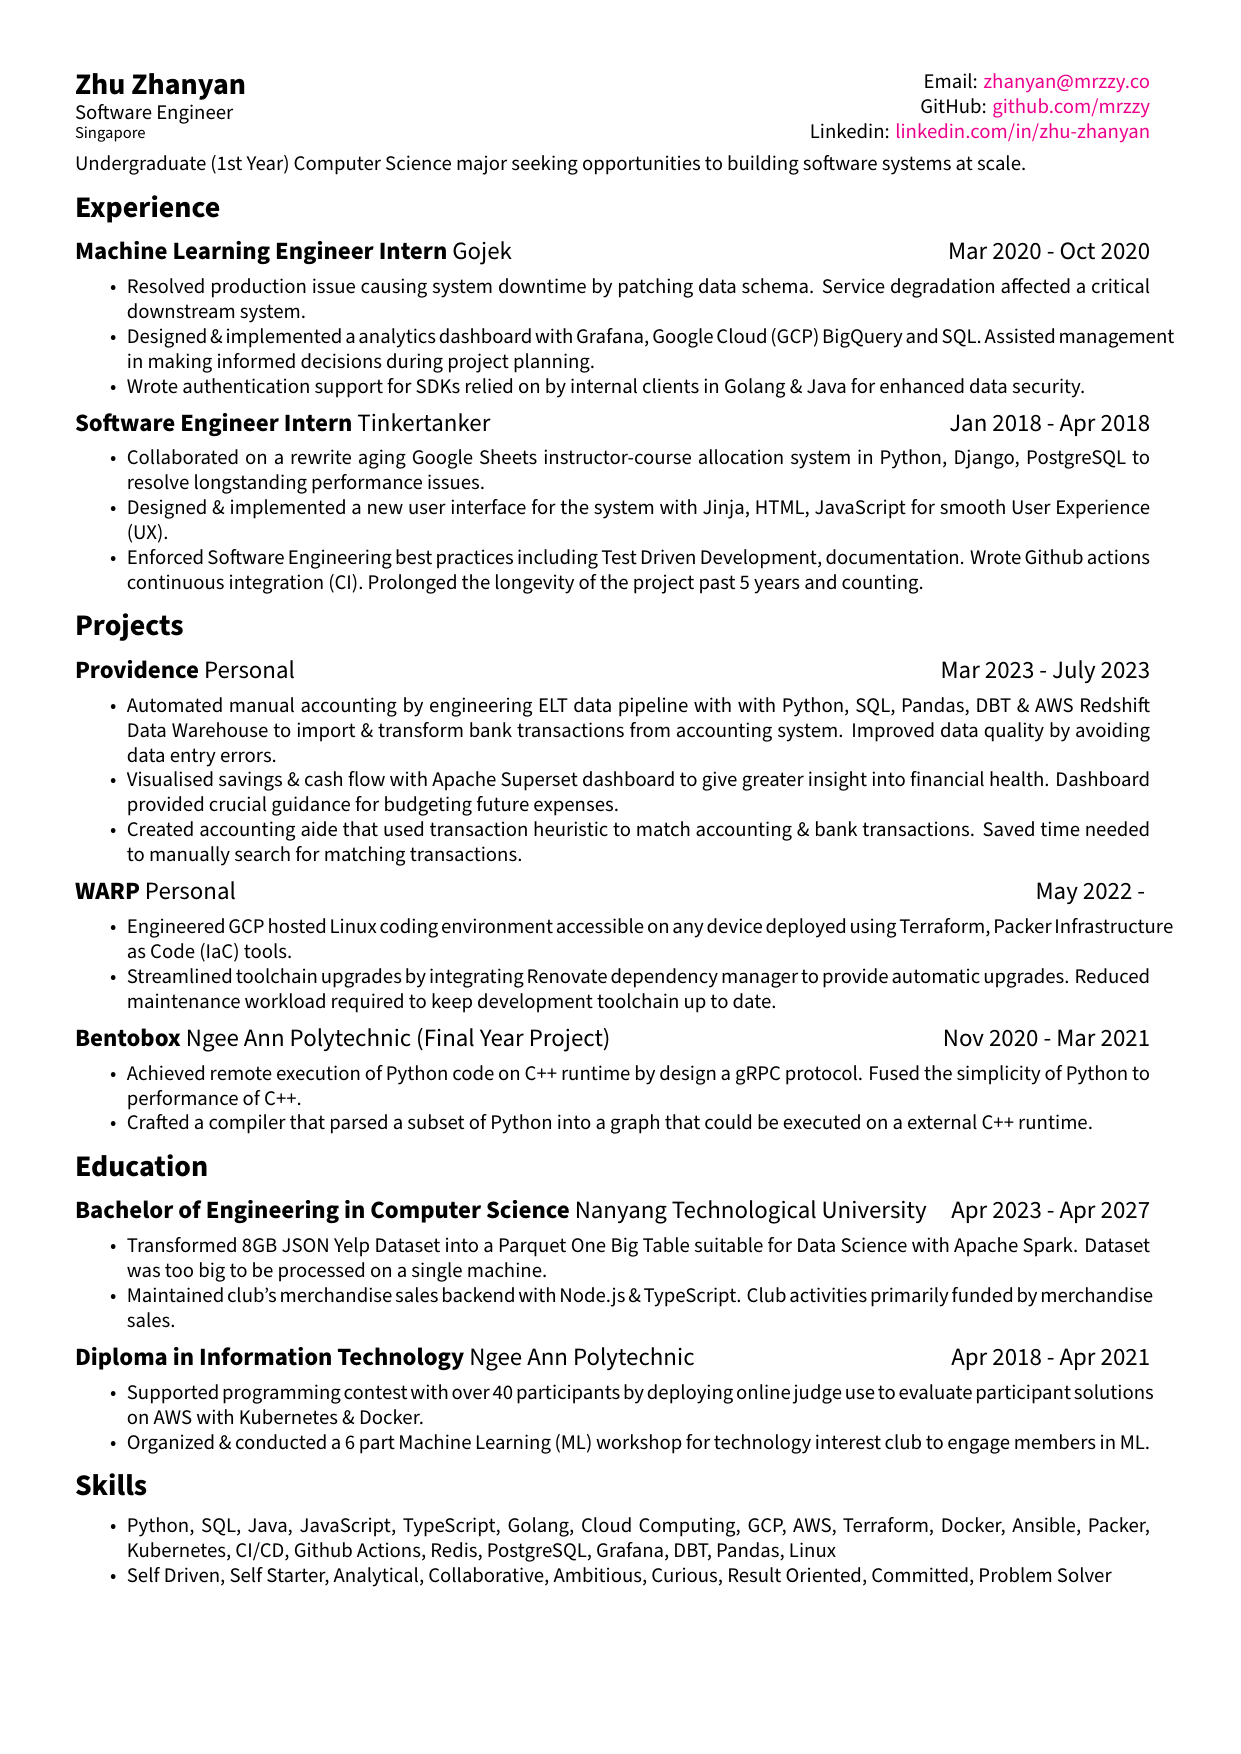 Zhu Zhanyan
Software Engineer
Singapore
Email: zhanyan@mrzzy.co
GitHub: github.com/mrzzy
Linkedin: linkedin.com/in/zhu-zhanyan
Undergraduate (1st Year) Computer Science major seeking opportunities to building software systems at scale.
Experience
Machine Learning Engineer Intern Gojek Mar 2020 - Oct 2020
• Resolved production issue causing system downtime by patching data schema. Service degradation affected a critical
downstream system.
• Designed & implemented a analytics dashboard with Grafana, Google Cloud (GCP) BigQuery and SQL. Assisted management
in making informed decisions during project planning.
• Wrote authentication support for SDKs relied on by internal clients in Golang & Java for enhanced data security.
Software Engineer Intern Tinkertanker Jan 2018 - Apr 2018
• Collaborated on a rewrite aging Google Sheets instructor-course allocation system in Python, Django, PostgreSQL to
resolve longstanding performance issues.
• Designed & implemented a new user interface for the system with Jinja, HTML, JavaScript for smooth User Experience
(UX).
• Enforced Software Engineering best practices including Test Driven Development, documentation. Wrote Github actions
continuous integration (CI). Prolonged the longevity of the project past 5 years and counting.
Projects
Providence Personal Mar 2023 - July 2023
• Automated manual accounting by engineering ELT data pipeline with with Python, SQL, Pandas, DBT & AWS Redshift
Data Warehouse to import & transform bank transactions from accounting system. Improved data quality by avoiding
data entry errors.
• Visualised savings & cash flow with Apache Superset dashboard to give greater insight into financial health. Dashboard
provided crucial guidance for budgeting future expenses.
• Created accounting aide that used transaction heuristic to match accounting & bank transactions. Saved time needed
to manually search for matching transactions.
WARP Personal May 2022 -
• Engineered GCP hosted Linux coding environment accessible on any device deployed using Terraform, Packer Infrastructure
as Code (IaC) tools.
• Streamlined toolchain upgrades by integrating Renovate dependency manager to provide automatic upgrades. Reduced
maintenance workload required to keep development toolchain up to date.
Bentobox Ngee Ann Polytechnic (Final Year Project) Nov 2020 - Mar 2021
• Achieved remote execution of Python code on C++ runtime by design a gRPC protocol. Fused the simplicity of Python to
performance of C++.
• Crafted a compiler that parsed a subset of Python into a graph that could be executed on a external C++ runtime.
Education
Bachelor of Engineering in Computer Science Nanyang Technological University Apr 2023 - Apr 2027
• Transformed 8GB JSON Yelp Dataset into a Parquet One Big Table suitable for Data Science with Apache Spark. Dataset
was too big to be processed on a single machine.
• Maintained club’s merchandise sales backend with Node.js & TypeScript. Club activities primarily funded by merchandise
sales.
Diploma in Information Technology Ngee Ann Polytechnic Apr 2018 - Apr 2021
• Supported programming contest with over 40 participants by deploying online judge use to evaluate participant solutions
on AWS with Kubernetes & Docker.
• Organized & conducted a 6 part Machine Learning (ML) workshop for technology interest club to engage members in ML.
Skills
• Python, SQL, Java, JavaScript, TypeScript, Golang, Cloud Computing, GCP, AWS, Terraform, Docker, Ansible, Packer,
Kubernetes, CI/CD, Github Actions, Redis, PostgreSQL, Grafana, DBT, Pandas, Linux
• Self Driven, Self Starter, Analytical, Collaborative, Ambitious, Curious, Result Oriented, Committed, Problem Solver